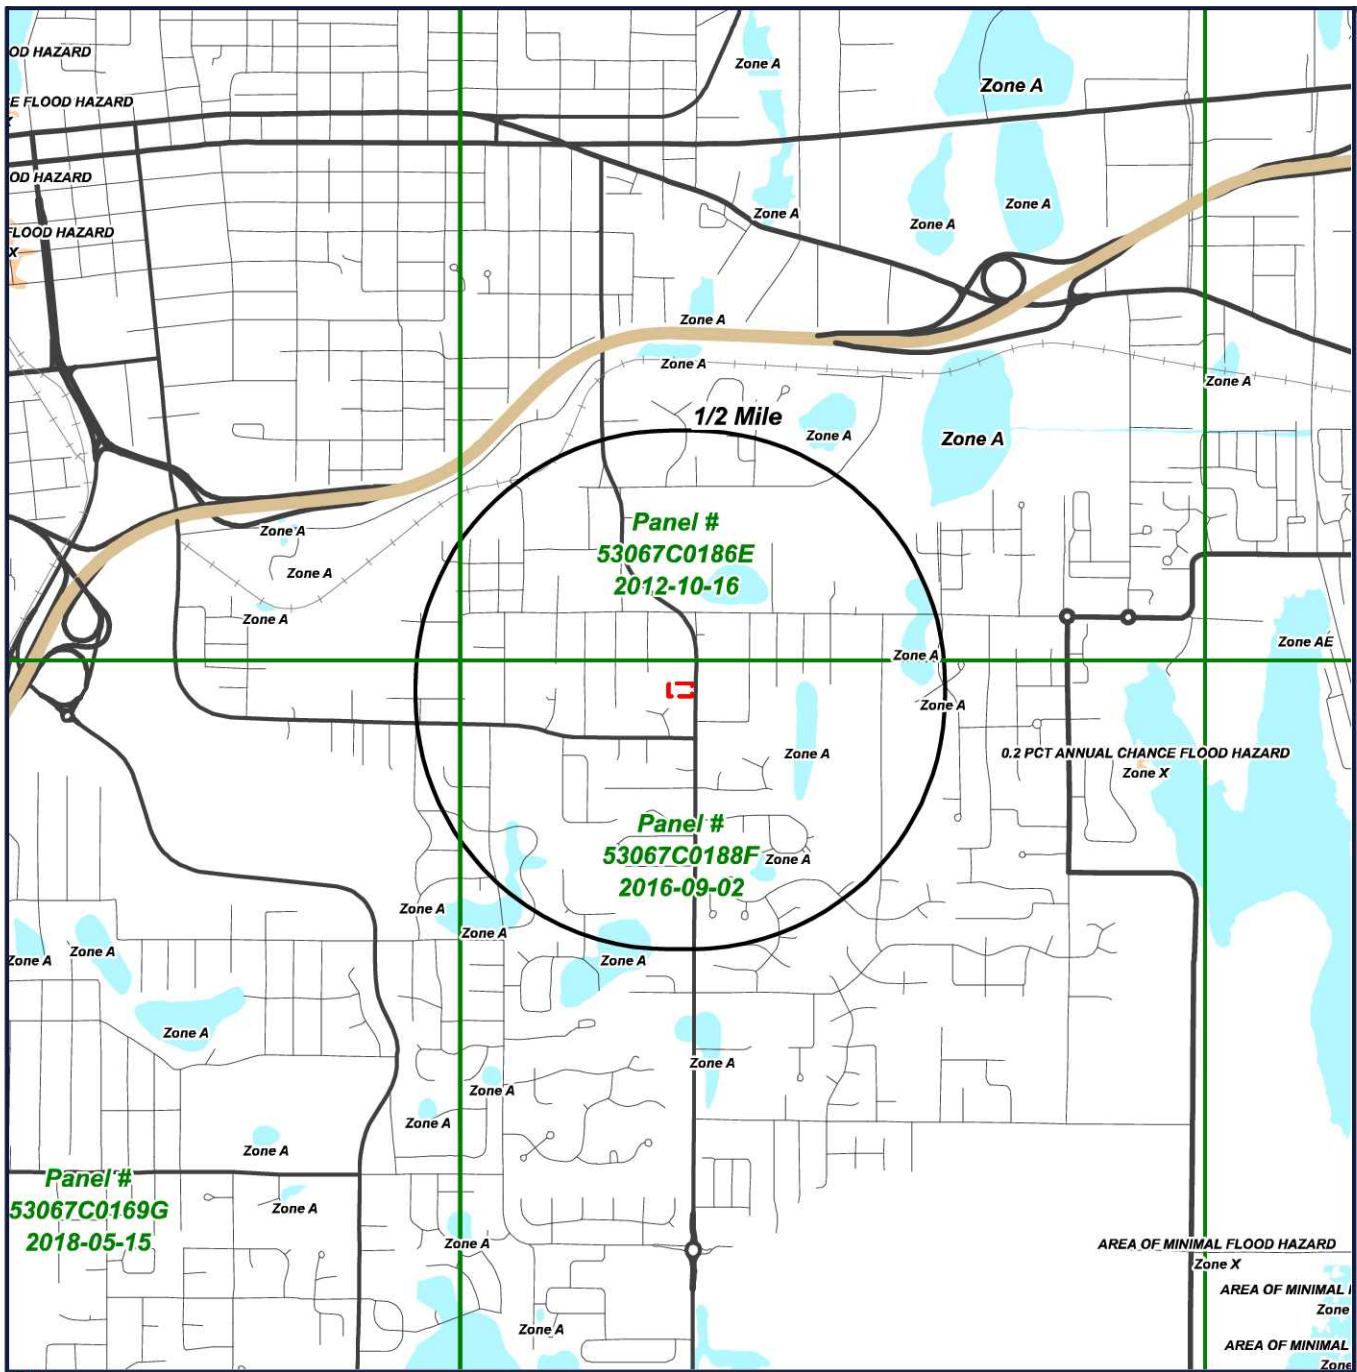 OD HAZARD
Zone A
Zone A
E FLOOD HAZARD
OD HAZARD
Zone A
Zone A
Zone A
FLOOD HAZARD
X
Zone A
Zone A
Zone A
1/2 Mile
Zone A
Zone A
Panel #
53067C0186E
2012-10-16
Zone A
Zone A
Zone A
Zone AE
Zone A
Zone A
0.2 PCT ANNUAL CHANCE FLOOD HAZARD
Zone X
Zone A
Panel #
53067C0188F
2016-09-02
Zone A
Zone A
Zone A
Zone A
Zone A
Zone A
Zone A
Zone A
Zone A
Zone A
Zone A
Panel #
53067C0169G
2018-05-15
Zone A
Zone A
Zone A
AREA OF MINIMAL FLOOD HAZARD
Zone X
AREA OF MINIMAL
Zone
Zone A
AREA OF MINIMAL
Zone